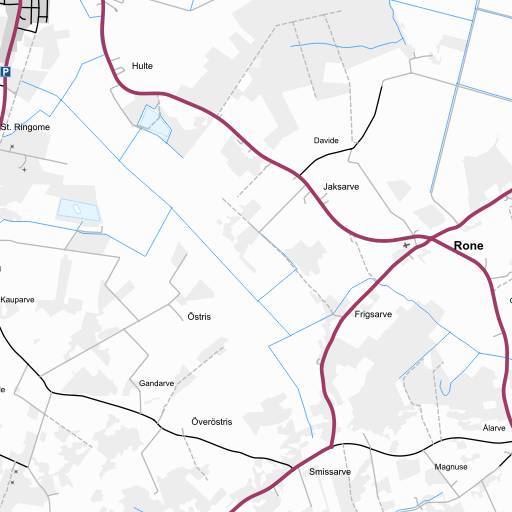 Hulte
P
St. Ringome
Davide
Jaksarve
Rone
Kauparve
Östris
Frigsarve
Gandarve
Överöstris
Alarve
Magnuse
Smissarve